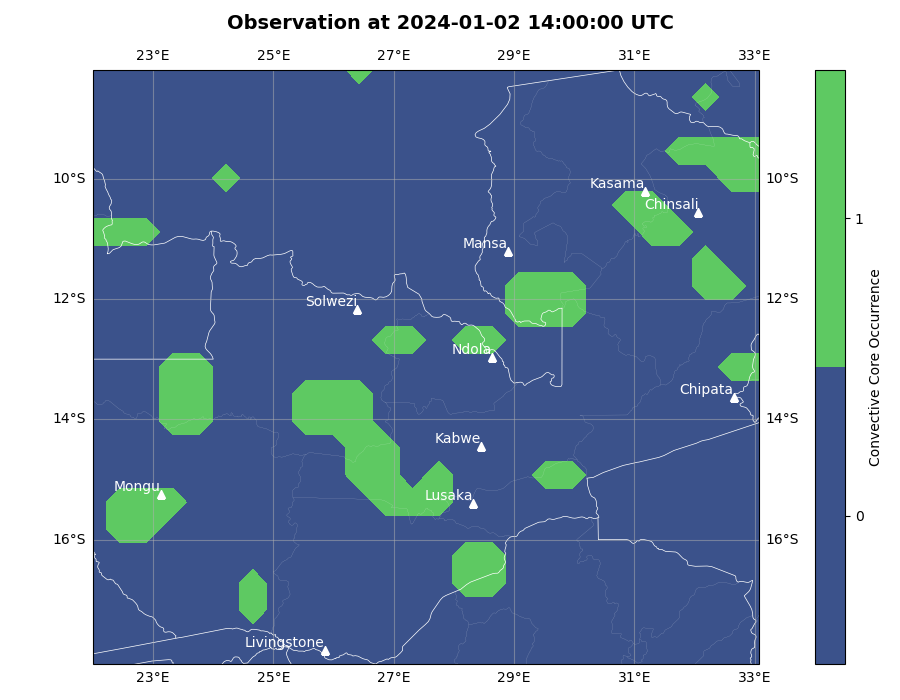 Observation at 2024-01-02 14:00:00 UTC
23°E 25°E 27°E 29°E 31°E 33°E
10°S 10°S
Kasama
Chinsali
Mansa
12°S 12°S
Solwezi
Ndola
Chipata
14°S 14°S
Kabwe
Mongu
Lusaka
16°S 16°S
Livingstone
23°E 25°E 27°E 29°E 31°E 33°E
1
0
Convective Core Occurrence